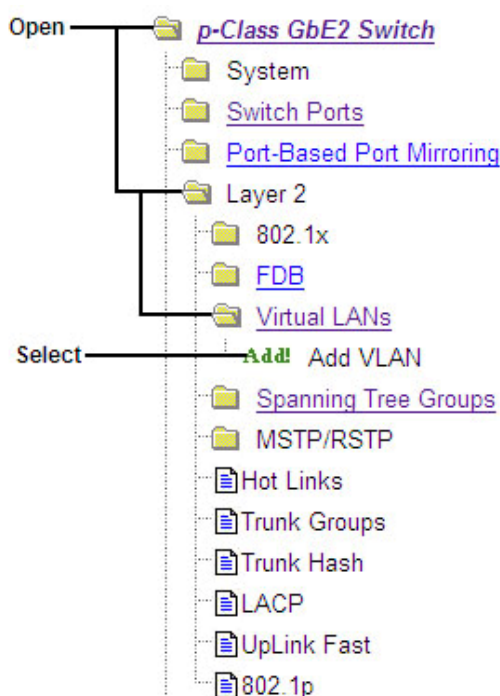 Open p-Class GbE2 Switch
System
Switch Ports
Port-Based Port Mirroring
Layer 2
802.1x
FDB
Virtual LANs
Select Add! Add VLAN
Spanning Tree Groups
MSTP/RSTP
Hot Links
Trunk Groups
Trunk Hash
LACP
UpLink Fast
802.1p